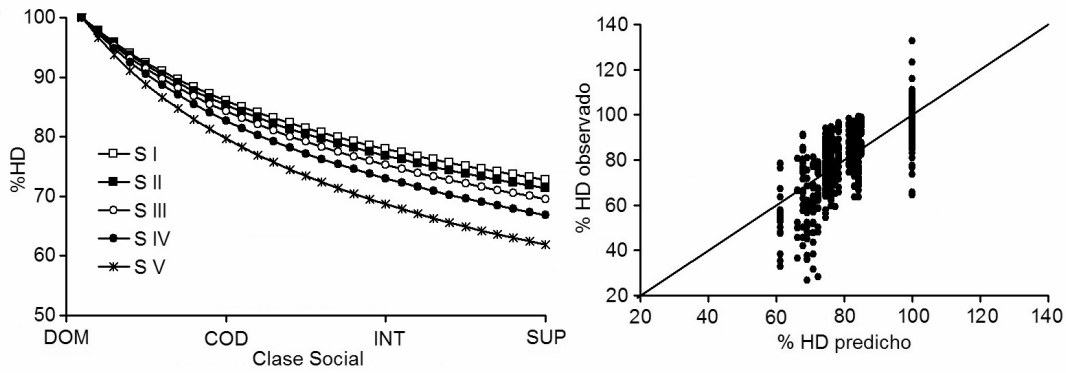 100
90
80
70
60
50
%HD
S I
S II
S III
S IV
S V
DOM COD INT SUP
Clase Social
140
120
100
80
60
40
20
% HD observado
20 40 60 80 100 120 140
% HD predicho